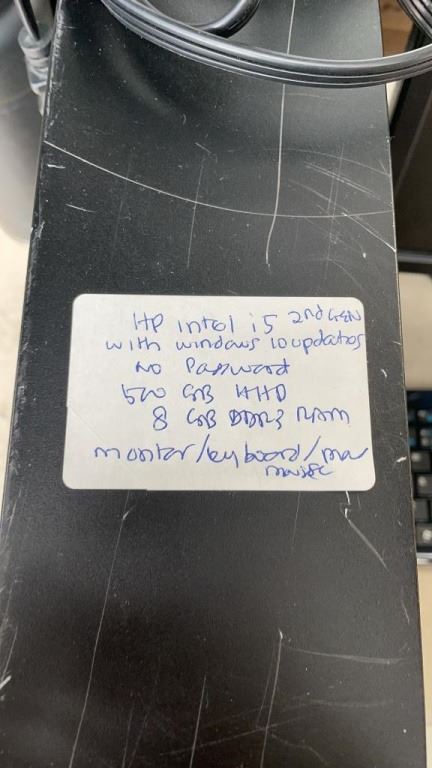 HP intel i5 2nd GEN
with windows 10 updates
no Password
500 GB HHD
8 GB DDR3 RAM
monitor/keyboard/
mouse